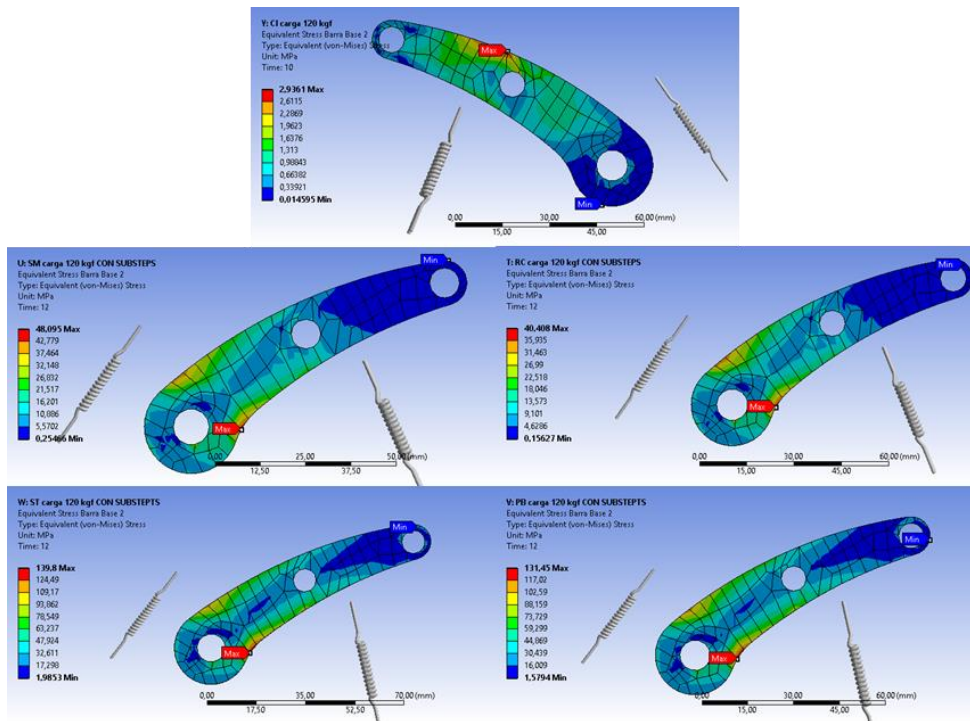 Y: CI carga 120 kgf
Equivalent Stress Barra Base 2
Type: Equivalent (von-Mises) Stress
Unit: MPa
Time: 10
2,9361 Max
2,6115
2,2869
1,9623
1,6376
1,313
0,98843
0,66382
0,33921
0,014595 Min
Max
Min
0,00 30,00 60,00 (mm)
15,00 45,00
U: SM carga 120 kgf CON SUBSTEPS
Equivalent Stress Barra Base 2
Type: Equivalent (von-Mises) Stress
Unit: MPa
Time: 12
48,095 Max
42,779
37,464
32,148
26,832
21,517
16,201
10,886
5,5702
0,25466 Min
Min
Max
0,00 25,00 50,00 (mm)
12,50 37,50
T: RC carga 120 kgf CON SUBSTEPS
Equivalent Stress Barra Base 2
Type: Equivalent (von-Mises) Stress
Unit: MPa
Time: 12
40,408 Max
35,935
31,463
26,99
22,518
18,046
13,573
9,101
4,6286
0,15627 Min
Min
Max
0,00 30,00 60,00 (mm)
15,00 45,00
W: ST carga 120 kgf CON SUBSTEPTS
Equivalent Stress Barra Base 2
Type: Equivalent (von-Mises) Stress
Unit: MPa
Time: 12
139,8 Max
124,49
109,17
93,862
78,549
63,237
47,924
32,611
17,298
1,9853 Min
Min
Max
0,00 35,00 70,00 (mm)
17,50 52,50
V: PB carga 120 kgf CON SUBSTEPTS
Equivalent Stress Barra Base 2
Type: Equivalent (von-Mises) Stress
Unit: MPa
Time: 12
131,45 Max
117,02
102,59
88,159
73,729
59,299
44,869
30,439
16,009
1,5794 Min
Min
Max
0,00 30,00 60,00 (mm)
15,00 45,00